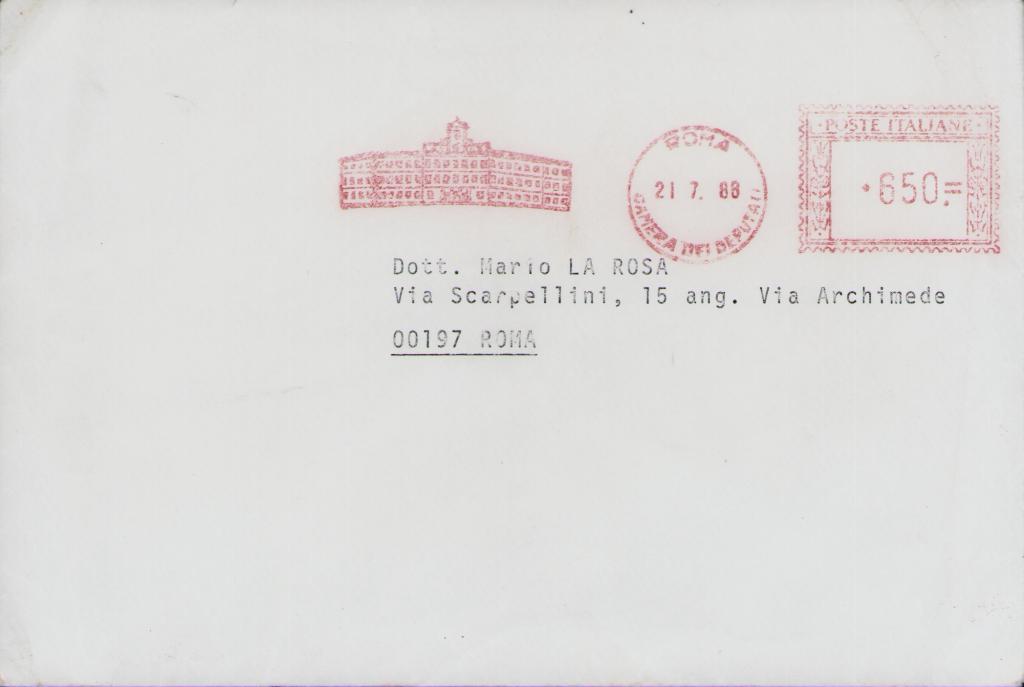 ROMA
21 7. 88
CAMERA DEI DEPUTATI
POSTE ITALIANE
650,=
Dott. Mario LA ROSA
Via Scarpellini, 15 ang. Via Archimede
00197 ROMA